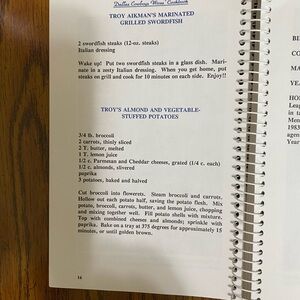 Dallas Cowboys Wives' Cookbook
TROY AIKMAN'S MARINATED
GRILLED SWORDFISH
2 swordfish steaks (12-oz. steaks)
Italian dressing
Wake up! Put two swordfish steaks in a glass dish. Mari-
nate in a zesty Italian dressing. When you get home, put
steaks on grill and cook for 10 minutes on each side. Enjoy!!
TROY'S ALMOND AND VEGETABLE-
STUFFED POTATOES
3/4 lb. broccoli
2 carrots, thinly sliced
2 T. butter, melted
1 T. lemon juice
1/2 c. Parmesan and Cheddar cheeses, grated (1/4 c. each)
1/2 c. almonds, slivered
paprika
3 potatoes, baked and halved
Cut broccoli into flowerets. Steam broccoli and carrots.
Hollow out each potato half, saving the potato flesh. Mix
potato, broccoli, carrots, butter, and lemon juice, chopping
and mixing together well. Fill potato shells with mixture.
Top with combined cheeses and almonds; sprinkle with
paprika. Bake on a tray at 375 degrees for approximately 15
minutes, or until golden brown.
BI
CO
MA
YEA
HO